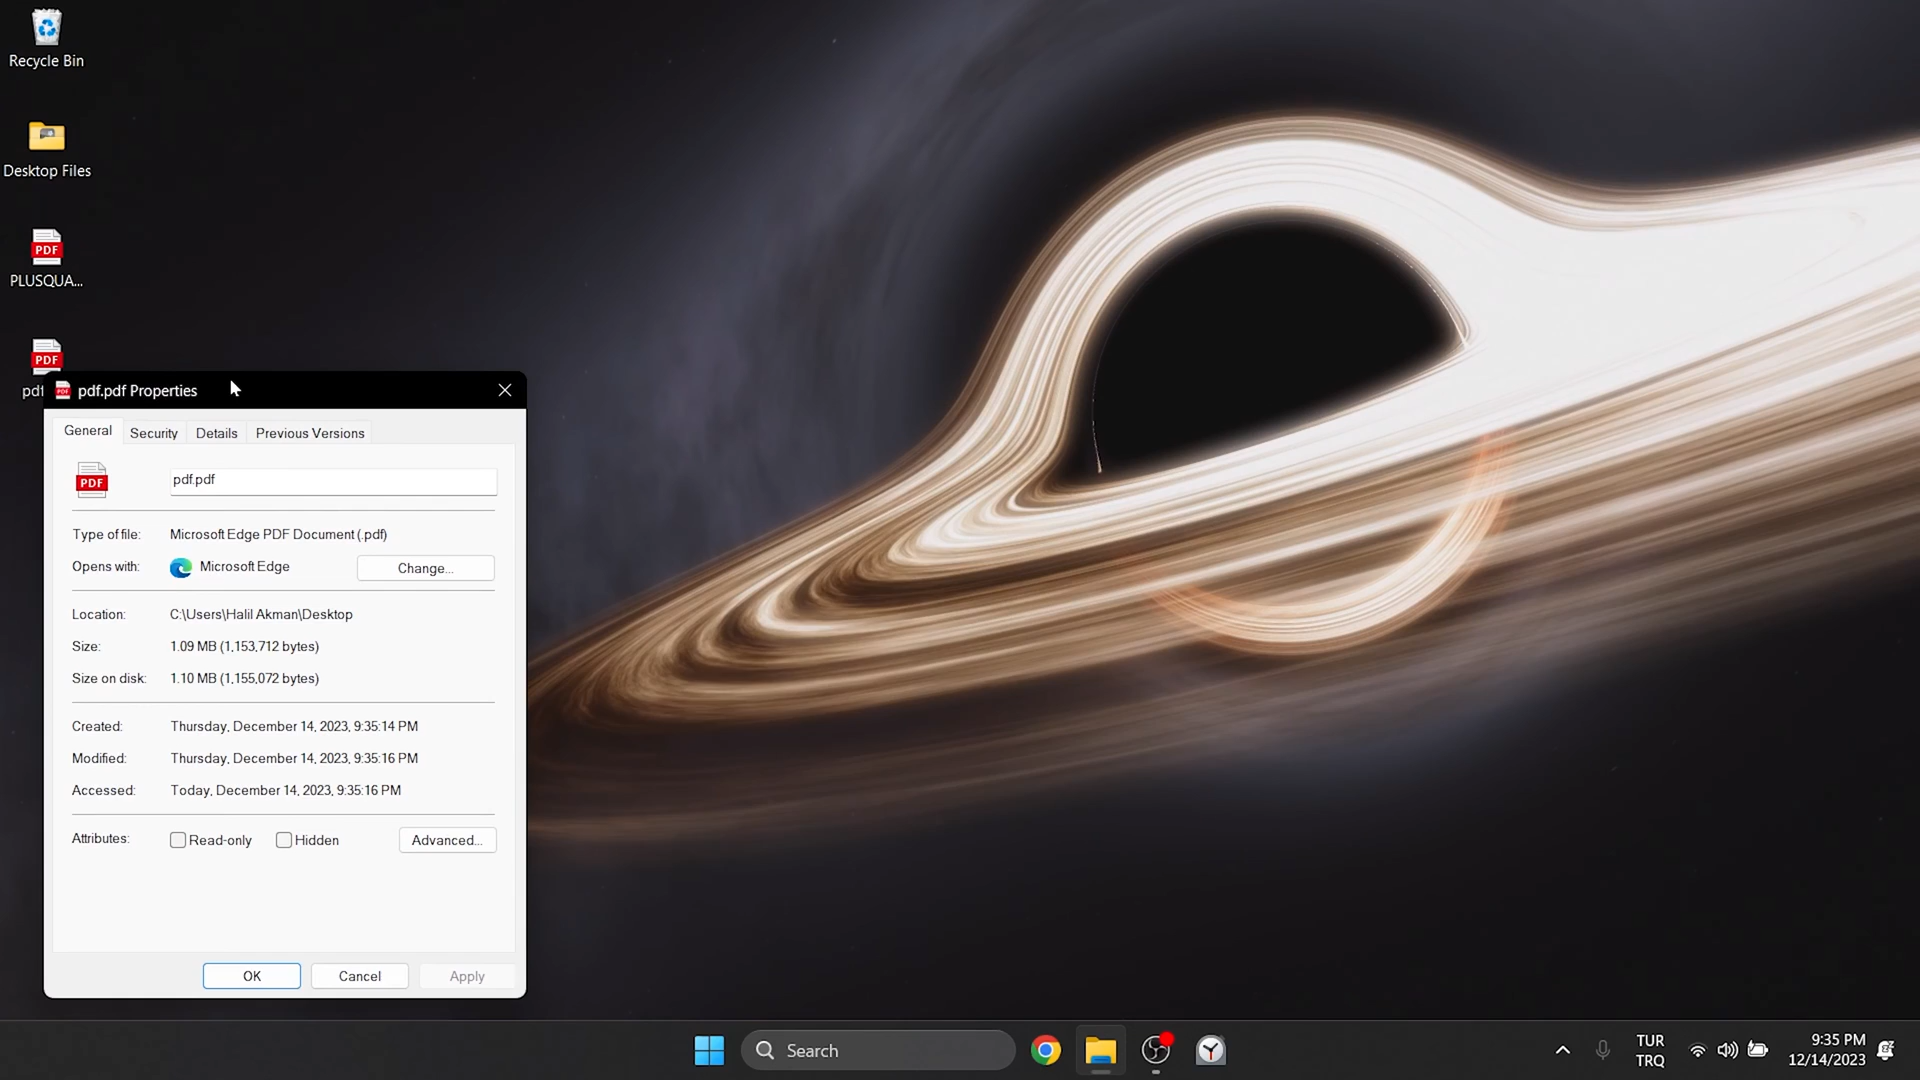 Recycle Bin
Desktop Files
PDF
PLUSQUA...
PDF
pdf
pdf.pdf Properties
General
Security
Details
Previous Versions
PDF
pdf.pdf
Type of file:
Microsoft Edge PDF Document (.pdf)
Opens with:
Microsoft Edge
Change...
Location:
C:\Users\Halil Akman\Desktop
Size:
1.09 MB (1,153,712 bytes)
Size on disk:
1.10 MB (1,155,072 bytes)
Created:
Thursday, December 14, 2023, 9:35:14 PM
Modified:
Thursday, December 14, 2023, 9:35:16 PM
Accessed:
Today, December 14, 2023, 9:35:16 PM
Attributes:
Read-only
Hidden
Advanced...
OK
Cancel
Apply
Search
TUR
TRQ
9:35 PM
12/14/2023